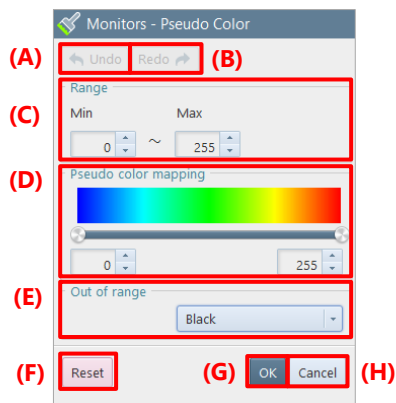 Monitors - Pseudo Color
(A) Undo Redo (B)
Range
(C) Min Max
0 ~ 255
(D) Pseudo color mapping
0 255
(E) Out of range
Black
(F) Reset (G) OK Cancel (H)